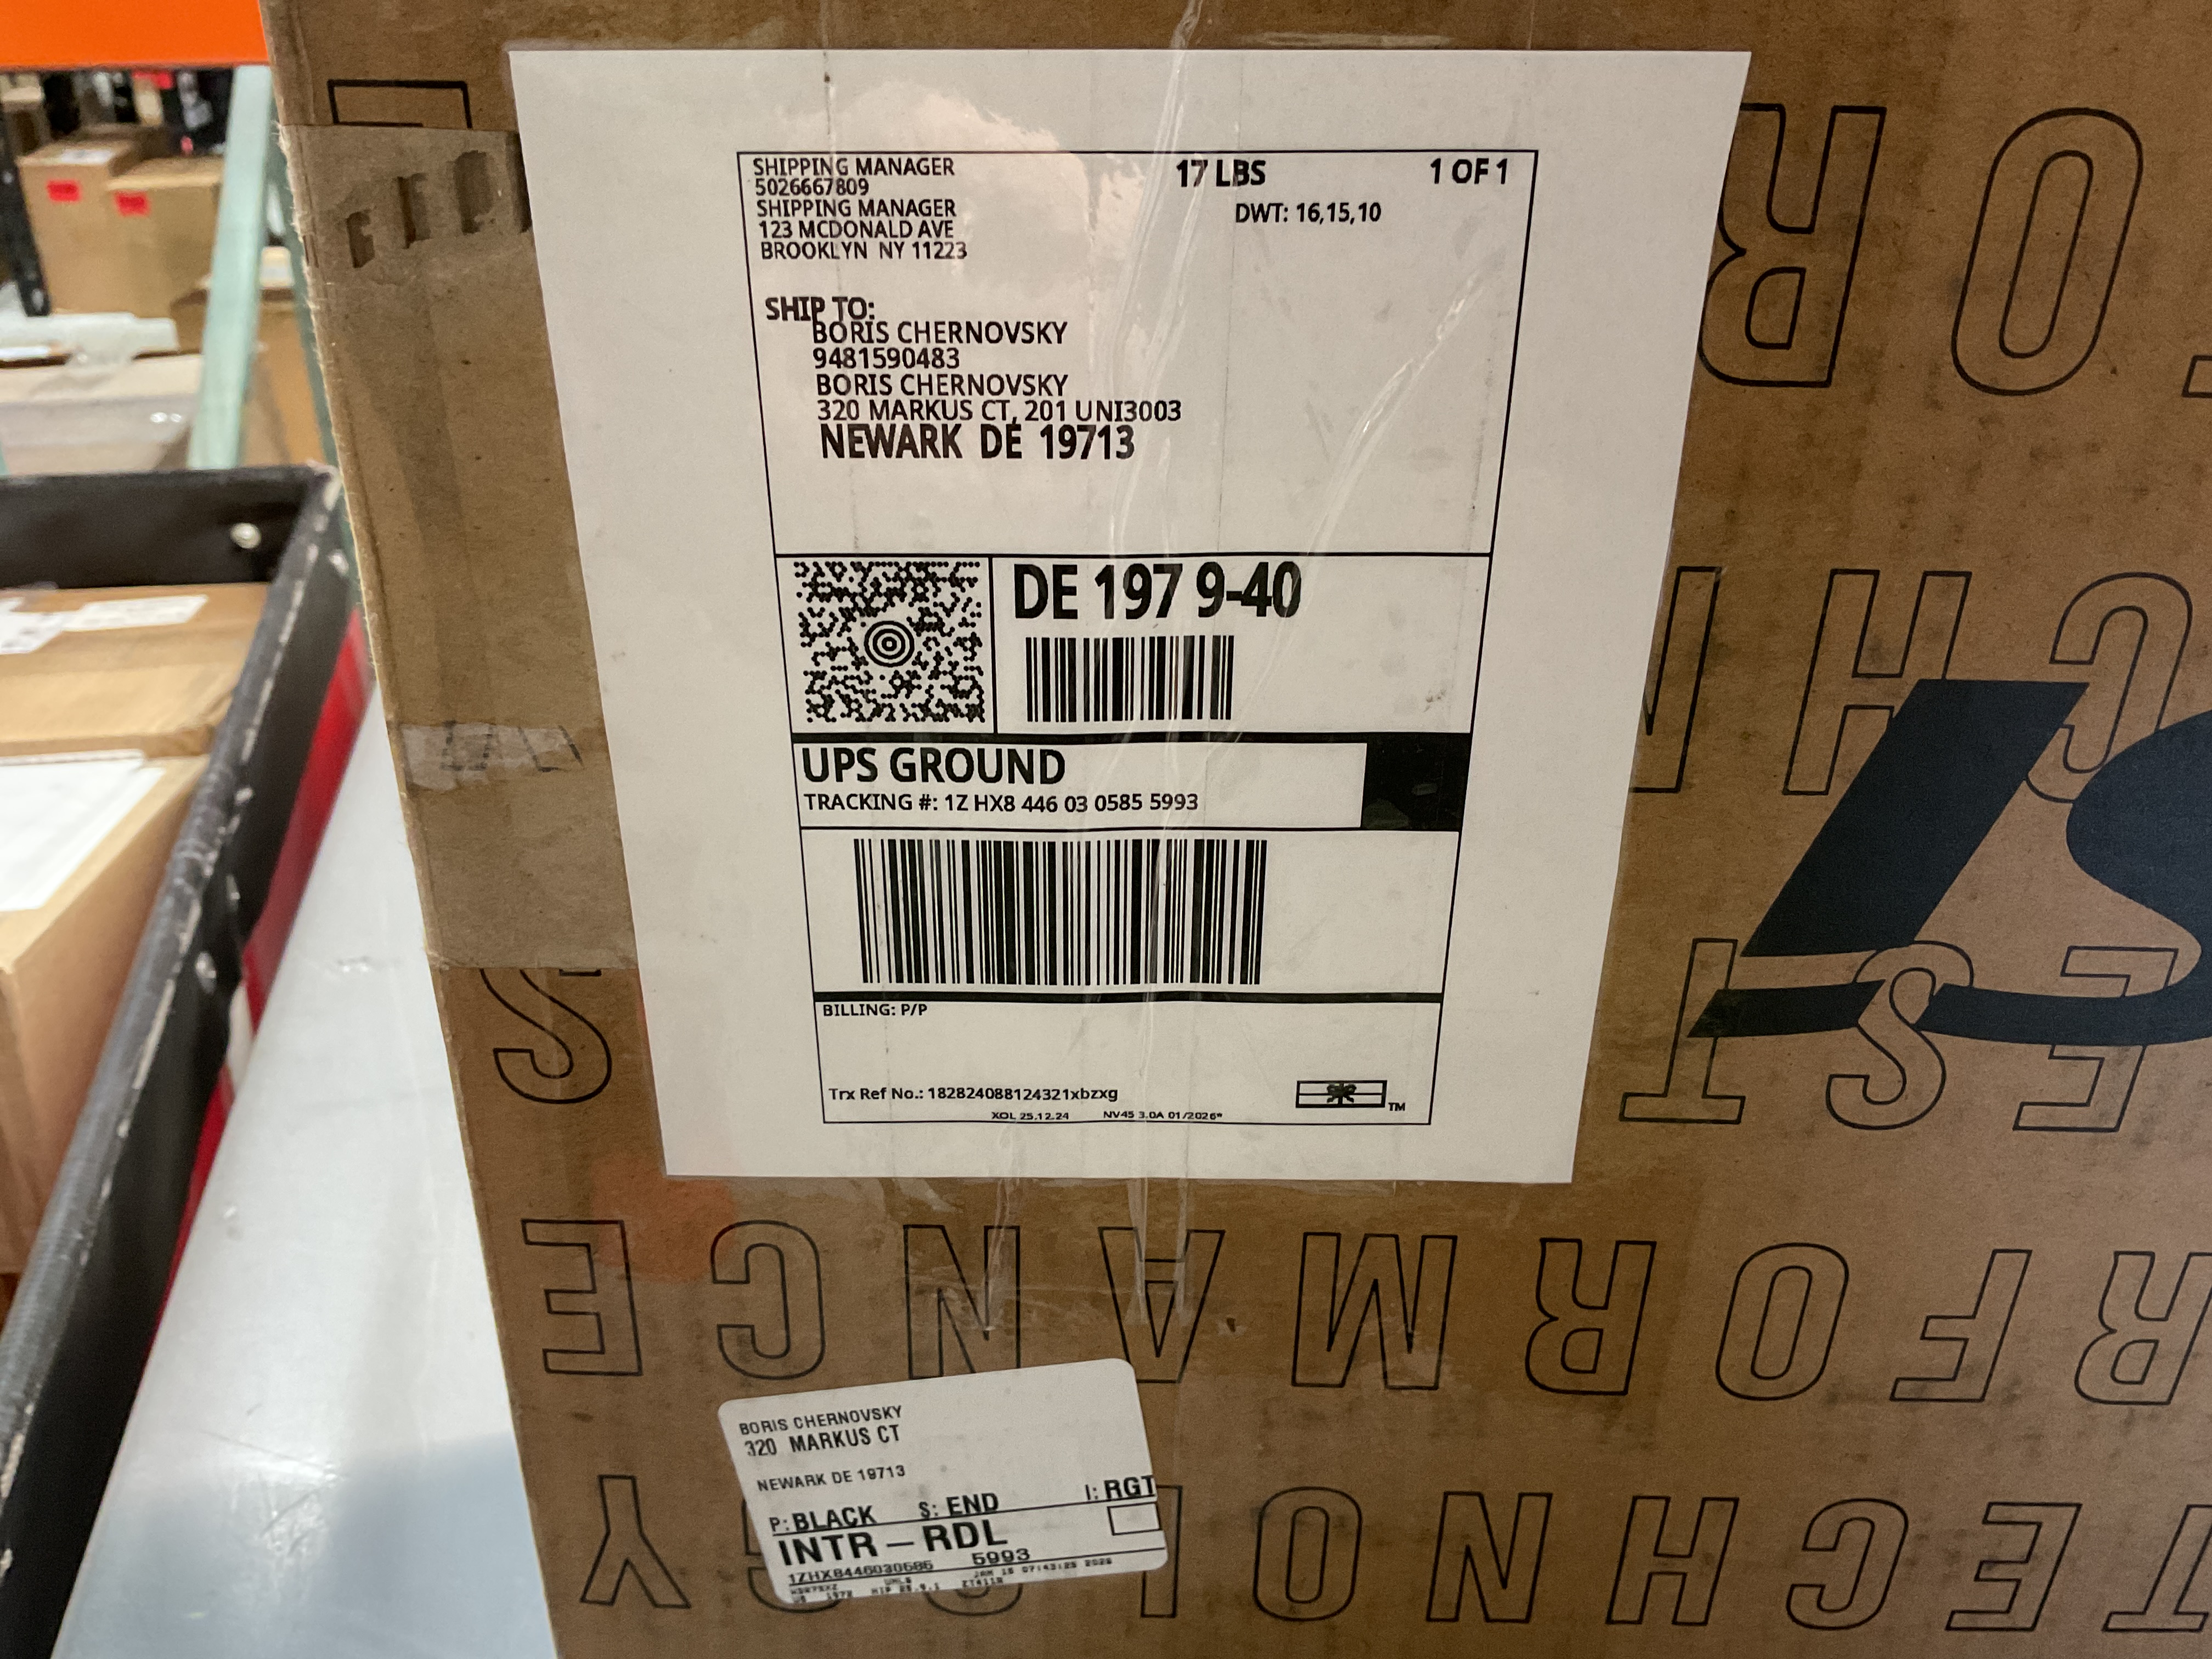 SHIPPING MANAGER
5026667809
SHIPPING MANAGER
123 MCDONALD AVE
BROOKLYN NY 11223
17 LBS
1 OF 1
DWT: 16,15,10
SHIP TO:
BORIS CHERNOVSKY
9481590483
BORIS CHERNOVSKY
320 MARKUS CT, 201 UNI3003
NEWARK DE 19713
DE 197 9-40
UPS GROUND
TRACKING #: 1Z HX8 446 03 0585 5993
BILLING: P/P
Trx Ref No.: 182824088124321xbzxg
TM
XOL 25.12.24 NV45 3.0A 01/2026*
BORIS CHERNOVSKY
320 MARKUS CT
NEWARK DE 19713
P: BLACK S: END I: RGT
INTR-RDL
5993
EST
FORMANCE
TECHNOLOGY